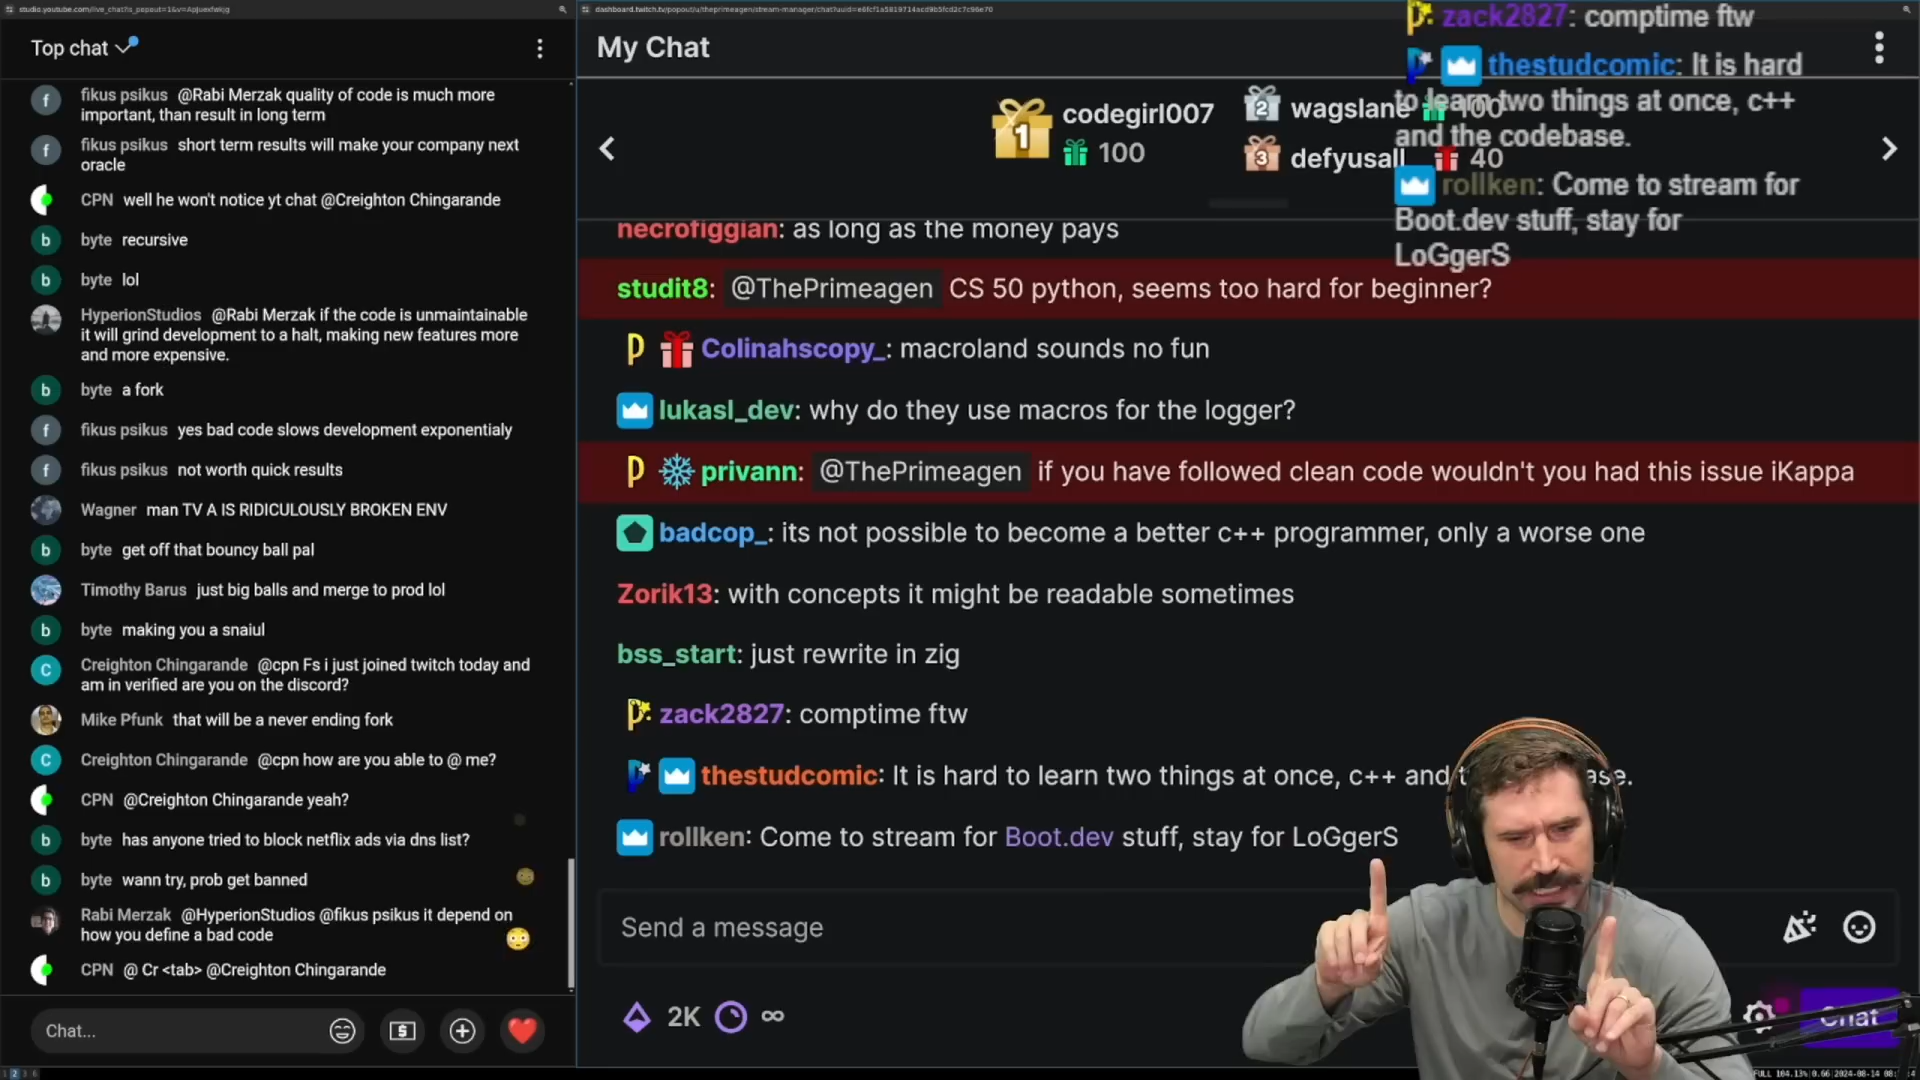 studio.youtube.com/live_chat?is_popout=1&v=
Top chat
fikus psikus @Rabi Merzak quality of code is much more
important, than result in long term
fikus psikus short term results will make your company next
oracle
CPN well he won't notice yt chat @Creighton Chingarande
byte recursive
byte lol
HyperionStudios @Rabi Merzak if the code is unmaintainable
it will grind development to a halt, making new features more
and more expensive.
byte a fork
fikus psikus yes bad code slows development exponentialy
fikus psikus not worth quick results
Wagner man TV A IS RIDICULOUSLY BROKEN ENV
byte get off that bouncy ball pal
Timothy Barus just big balls and merge to prod lol
byte making you a snaiul
Creighton Chingarande @cpn Fs i just joined twitch today and
am in verified are you on the discord?
Mike Pfunk that will be a never ending fork
Creighton Chingarande @cpn how are you able to @ me?
CPN @Creighton Chingarande yeah?
byte has anyone tried to block netflix ads via dns list?
byte wann try, prob get banned
Rabi Merzak @HyperionStudios @fikus psikus it depend on
how you define a bad code
CPN @ Cr <tab> @Creighton Chingarande
Chat...
My Chat
1 codegirl007
100
2 wagslane 100
3 defyusall 40
necrofiggian: as long as the money pays
studit8: @ThePrimeagen CS 50 python, seems too hard for beginner?
Colinahscopy_: macroland sounds no fun
lukasl_dev: why do they use macros for the logger?
privann: @ThePrimeagen if you have followed clean code wouldn't you had this issue iKappa
badcop_: its not possible to become a better c++ programmer, only a worse one
Zorik13: with concepts it might be readable sometimes
bss_start: just rewrite in zig
zack2827: comptime ftw
thestudcomic: It is hard to learn two things at once, c++ and t ase.
rollken: Come to stream for Boot.dev stuff, stay for LoGgerS
Send a message
2K ∞
Chat
zack2827: comptime ftw
thestudcomic: It is hard
to learn two things at once, c++
and the codebase.
rollken: Come to stream for
Boot.dev stuff, stay for
LoGgerS